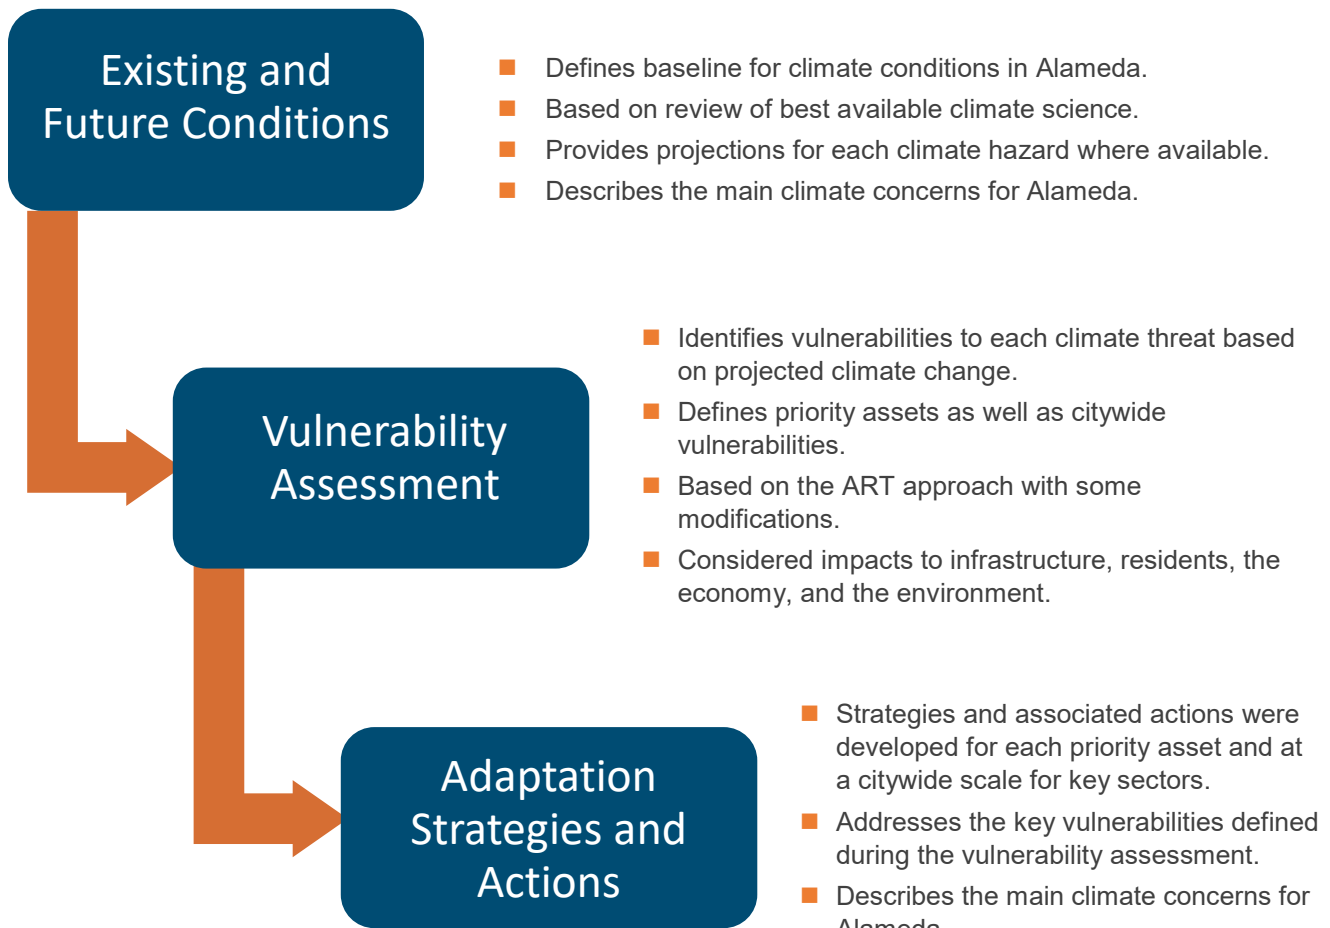 Existing and
Future Conditions
Defines baseline for climate conditions in Alameda.
Based on review of best available climate science.
Provides projections for each climate hazard where available.
Describes the main climate concerns for Alameda.
Vulnerability
Assessment
Identifies vulnerabilities to each climate threat based
on projected climate change.
Defines priority assets as well as citywide
vulnerabilities.
Based on the ART approach with some
modifications.
Considered impacts to infrastructure, residents, the
economy, and the environment.
Adaptation
Strategies and
Actions
Strategies and associated actions were
developed for each priority asset and at
a citywide scale for key sectors.
Addresses the key vulnerabilities defined
during the vulnerability assessment.
Describes the main climate concerns for
Alameda